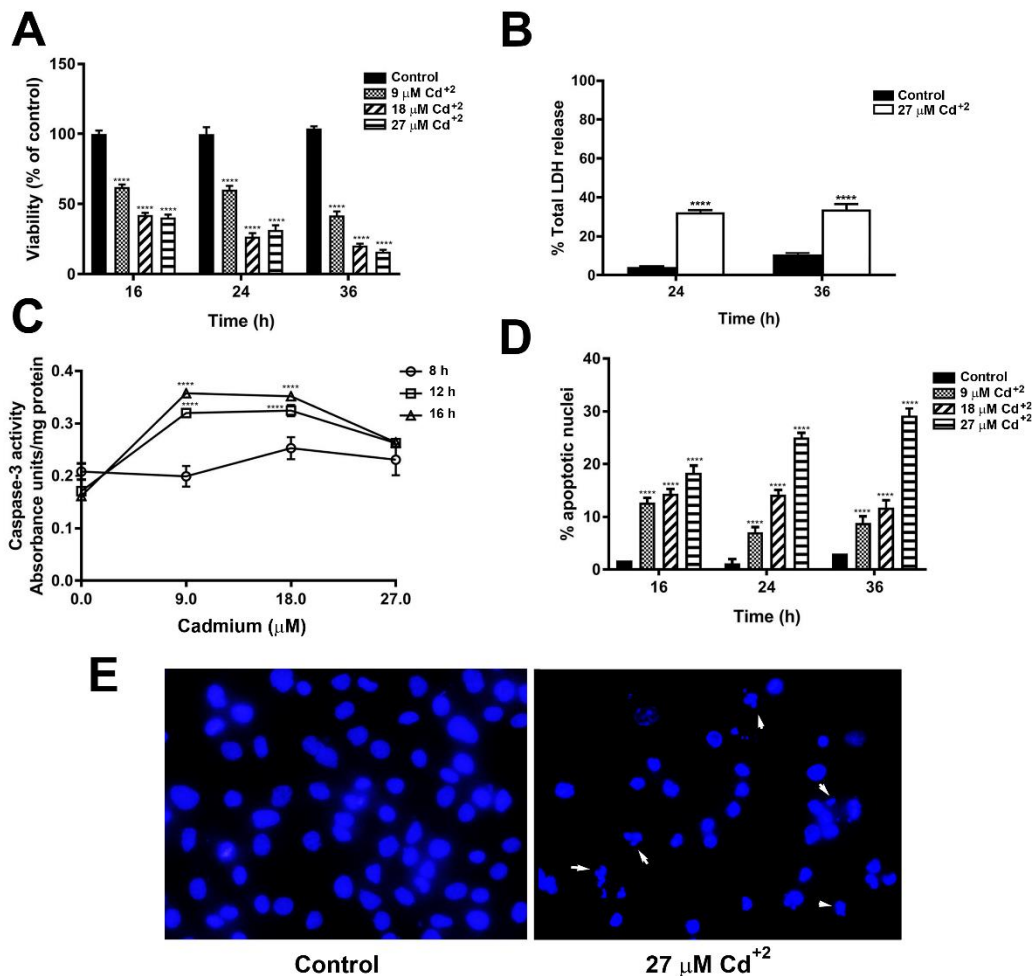 A
Viability (% of control)
150
100
50
0
Control
9 μM Cd+2
18 μM Cd+2
27 μM Cd+2
**** **** ****
**** **** ****
**** **** ****
16 24 36
Time (h)
B
% Total LDH release
100
80
60
40
20
0
Control
27 μM Cd+2
**** ****
24 36
Time (h)
C
Caspase-3 activity
Absorbance units/mg protein
0.4
0.3
0.2
0.1
0.0
8 h
12 h
16 h
**** ****
**** ****
0.0 9.0 18.0 27.0
Cadmium (μM)
D
% apoptotic nuclei
40
30
20
10
0
Control
9 μM Cd+2
18 μM Cd+2
27 μM Cd+2
**** **** ****
**** **** ****
**** **** ****
16 24 36
Time (h)
E
Control
27 μM Cd+2